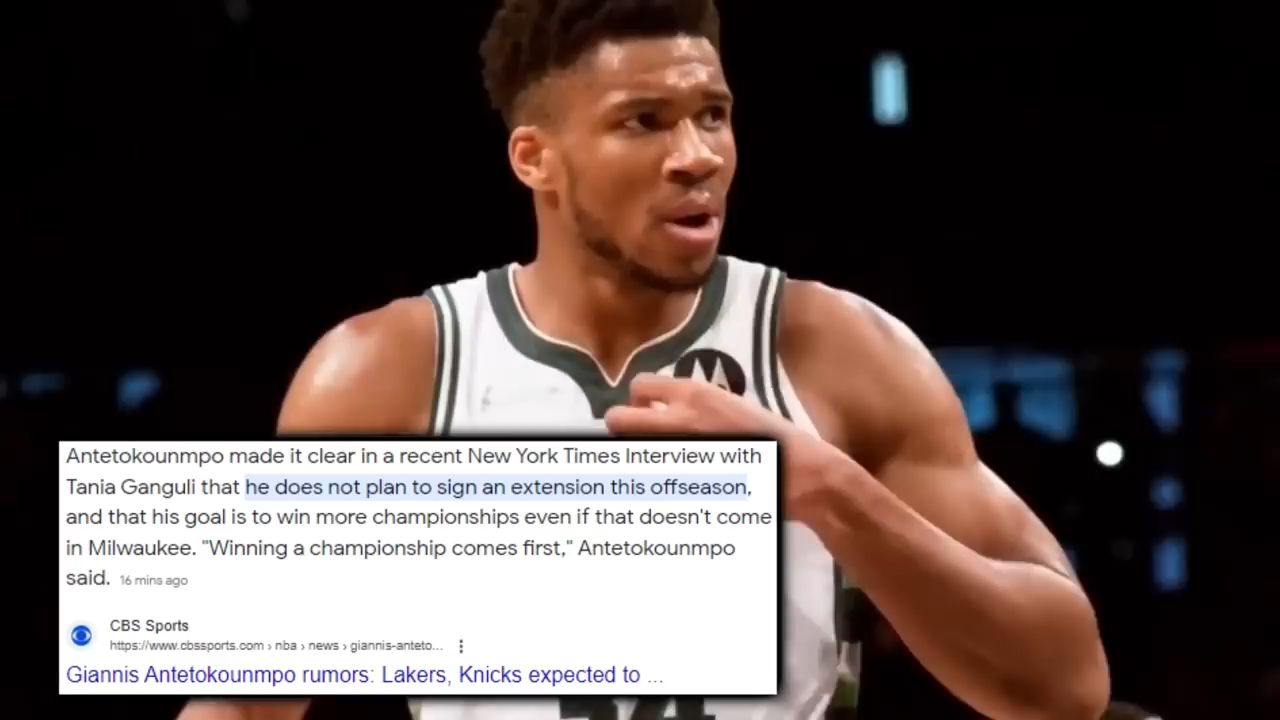 Antetokounmpo made it clear in a recent New York Times Interview with
Tania Ganguli that he does not plan to sign an extension this offseason,
and that his goal is to win more championships even if that doesn't come
in Milwaukee. "Winning a championship comes first," Antetokounmpo
said. 16 mins ago
CBS Sports
https://www.cbssports.com › nba › news › giannis-anteto...
Giannis Antetokounmpo rumors: Lakers, Knicks expected to ...
34